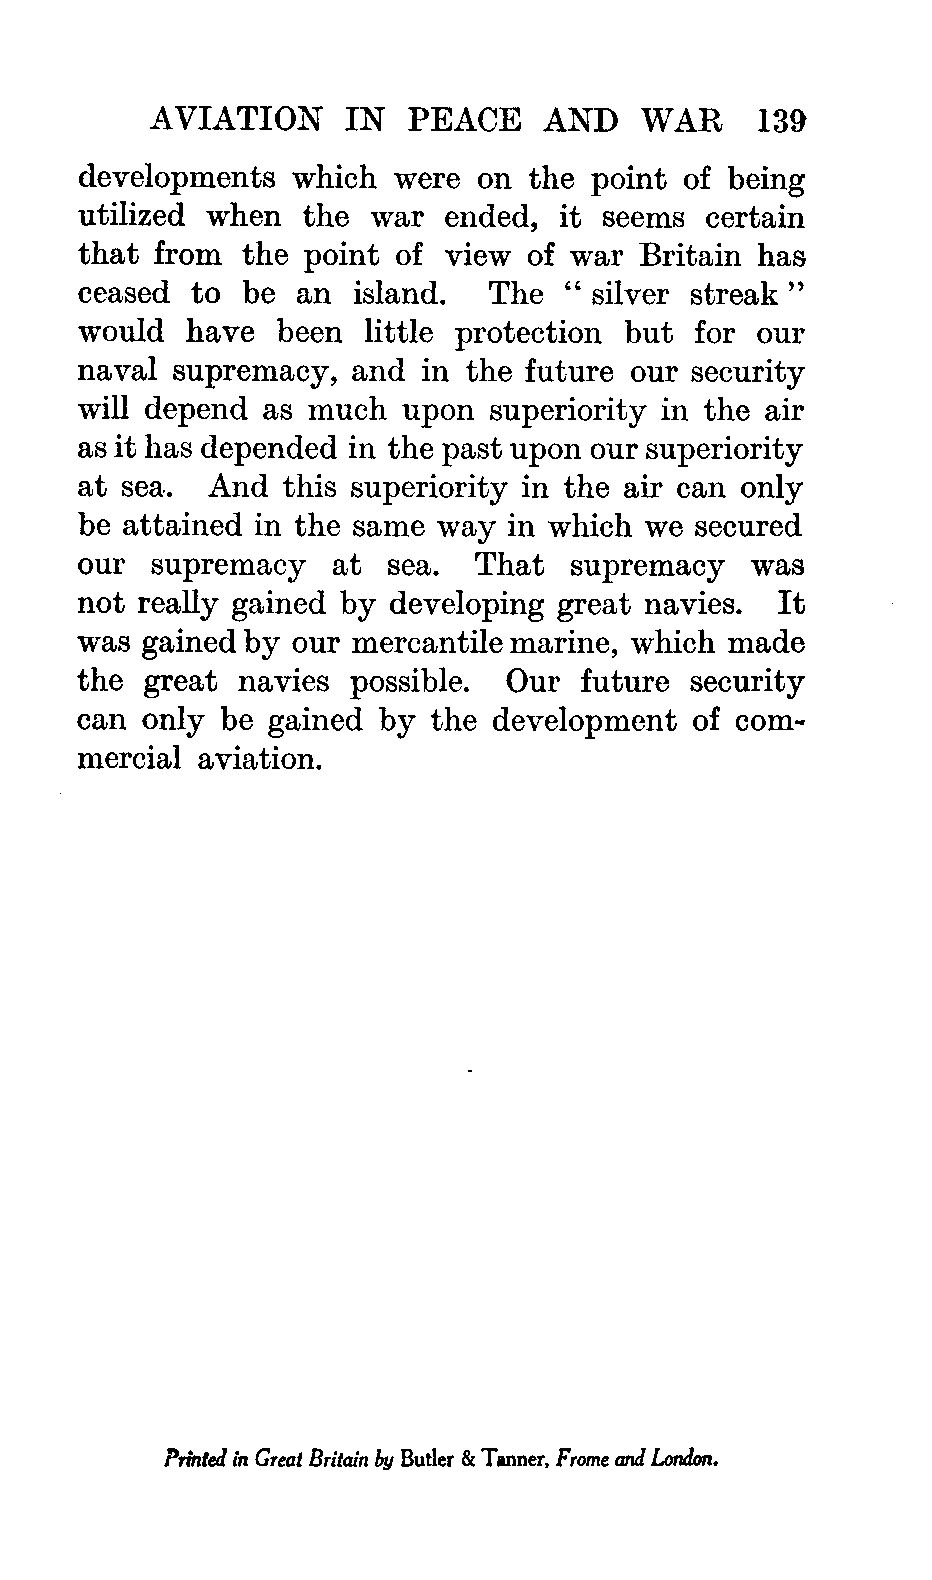 AVIATION IN PEACE AND WAR 139
developments which were on the point of being
utilized when the war ended, it seems certain
that from the point of view of war Britain has
ceased to be an island. The “ silver streak ”
would have been little protection but for our
naval supremacy, and in the future our security
will depend as much upon superiority in the air
as it has depended in the past upon our superiority
at sea. And this superiority in the air can only
be attained in the same way in which we secured
our supremacy at sea. That supremacy was
not really gained by developing great navies. It
was gained by our mercantile marine, which made
the great navies possible. Our future security
can only be gained by the development of com-
mercial aviation.
Printed in Great Britain by Butler & Tanner, Frome and London.